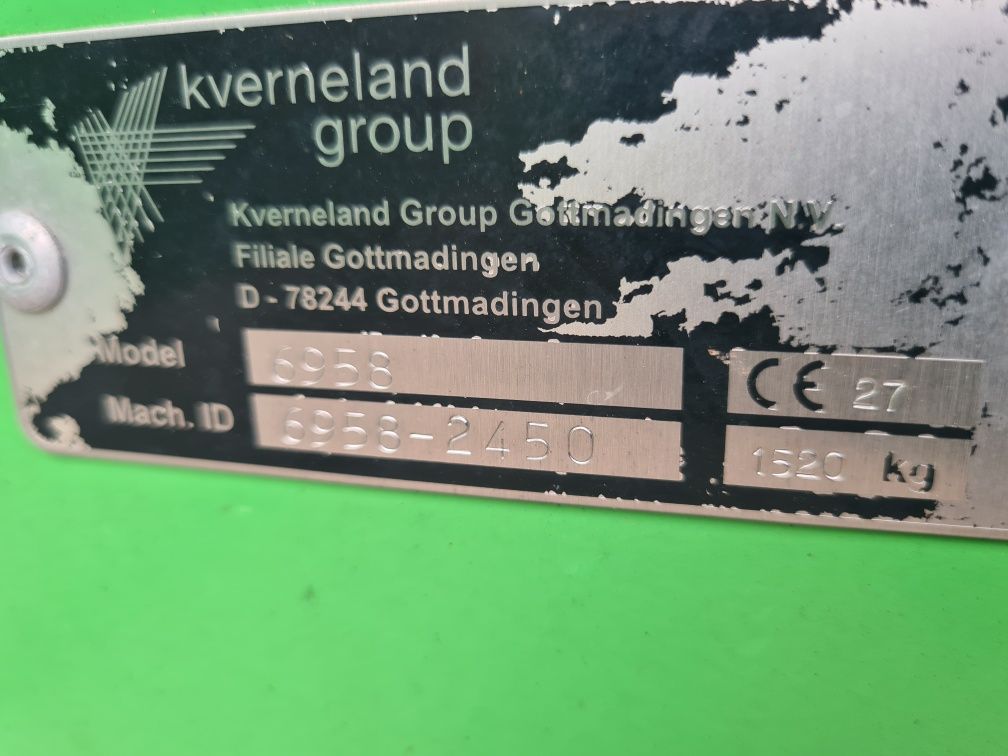 kverneland
group
Kverneland Group Gottmadingen N.V.
Filiale Gottmadingen
D - 78244 Gottmadingen
Model 6958 CE 27
Mach. ID 6958-2450 1520 kg